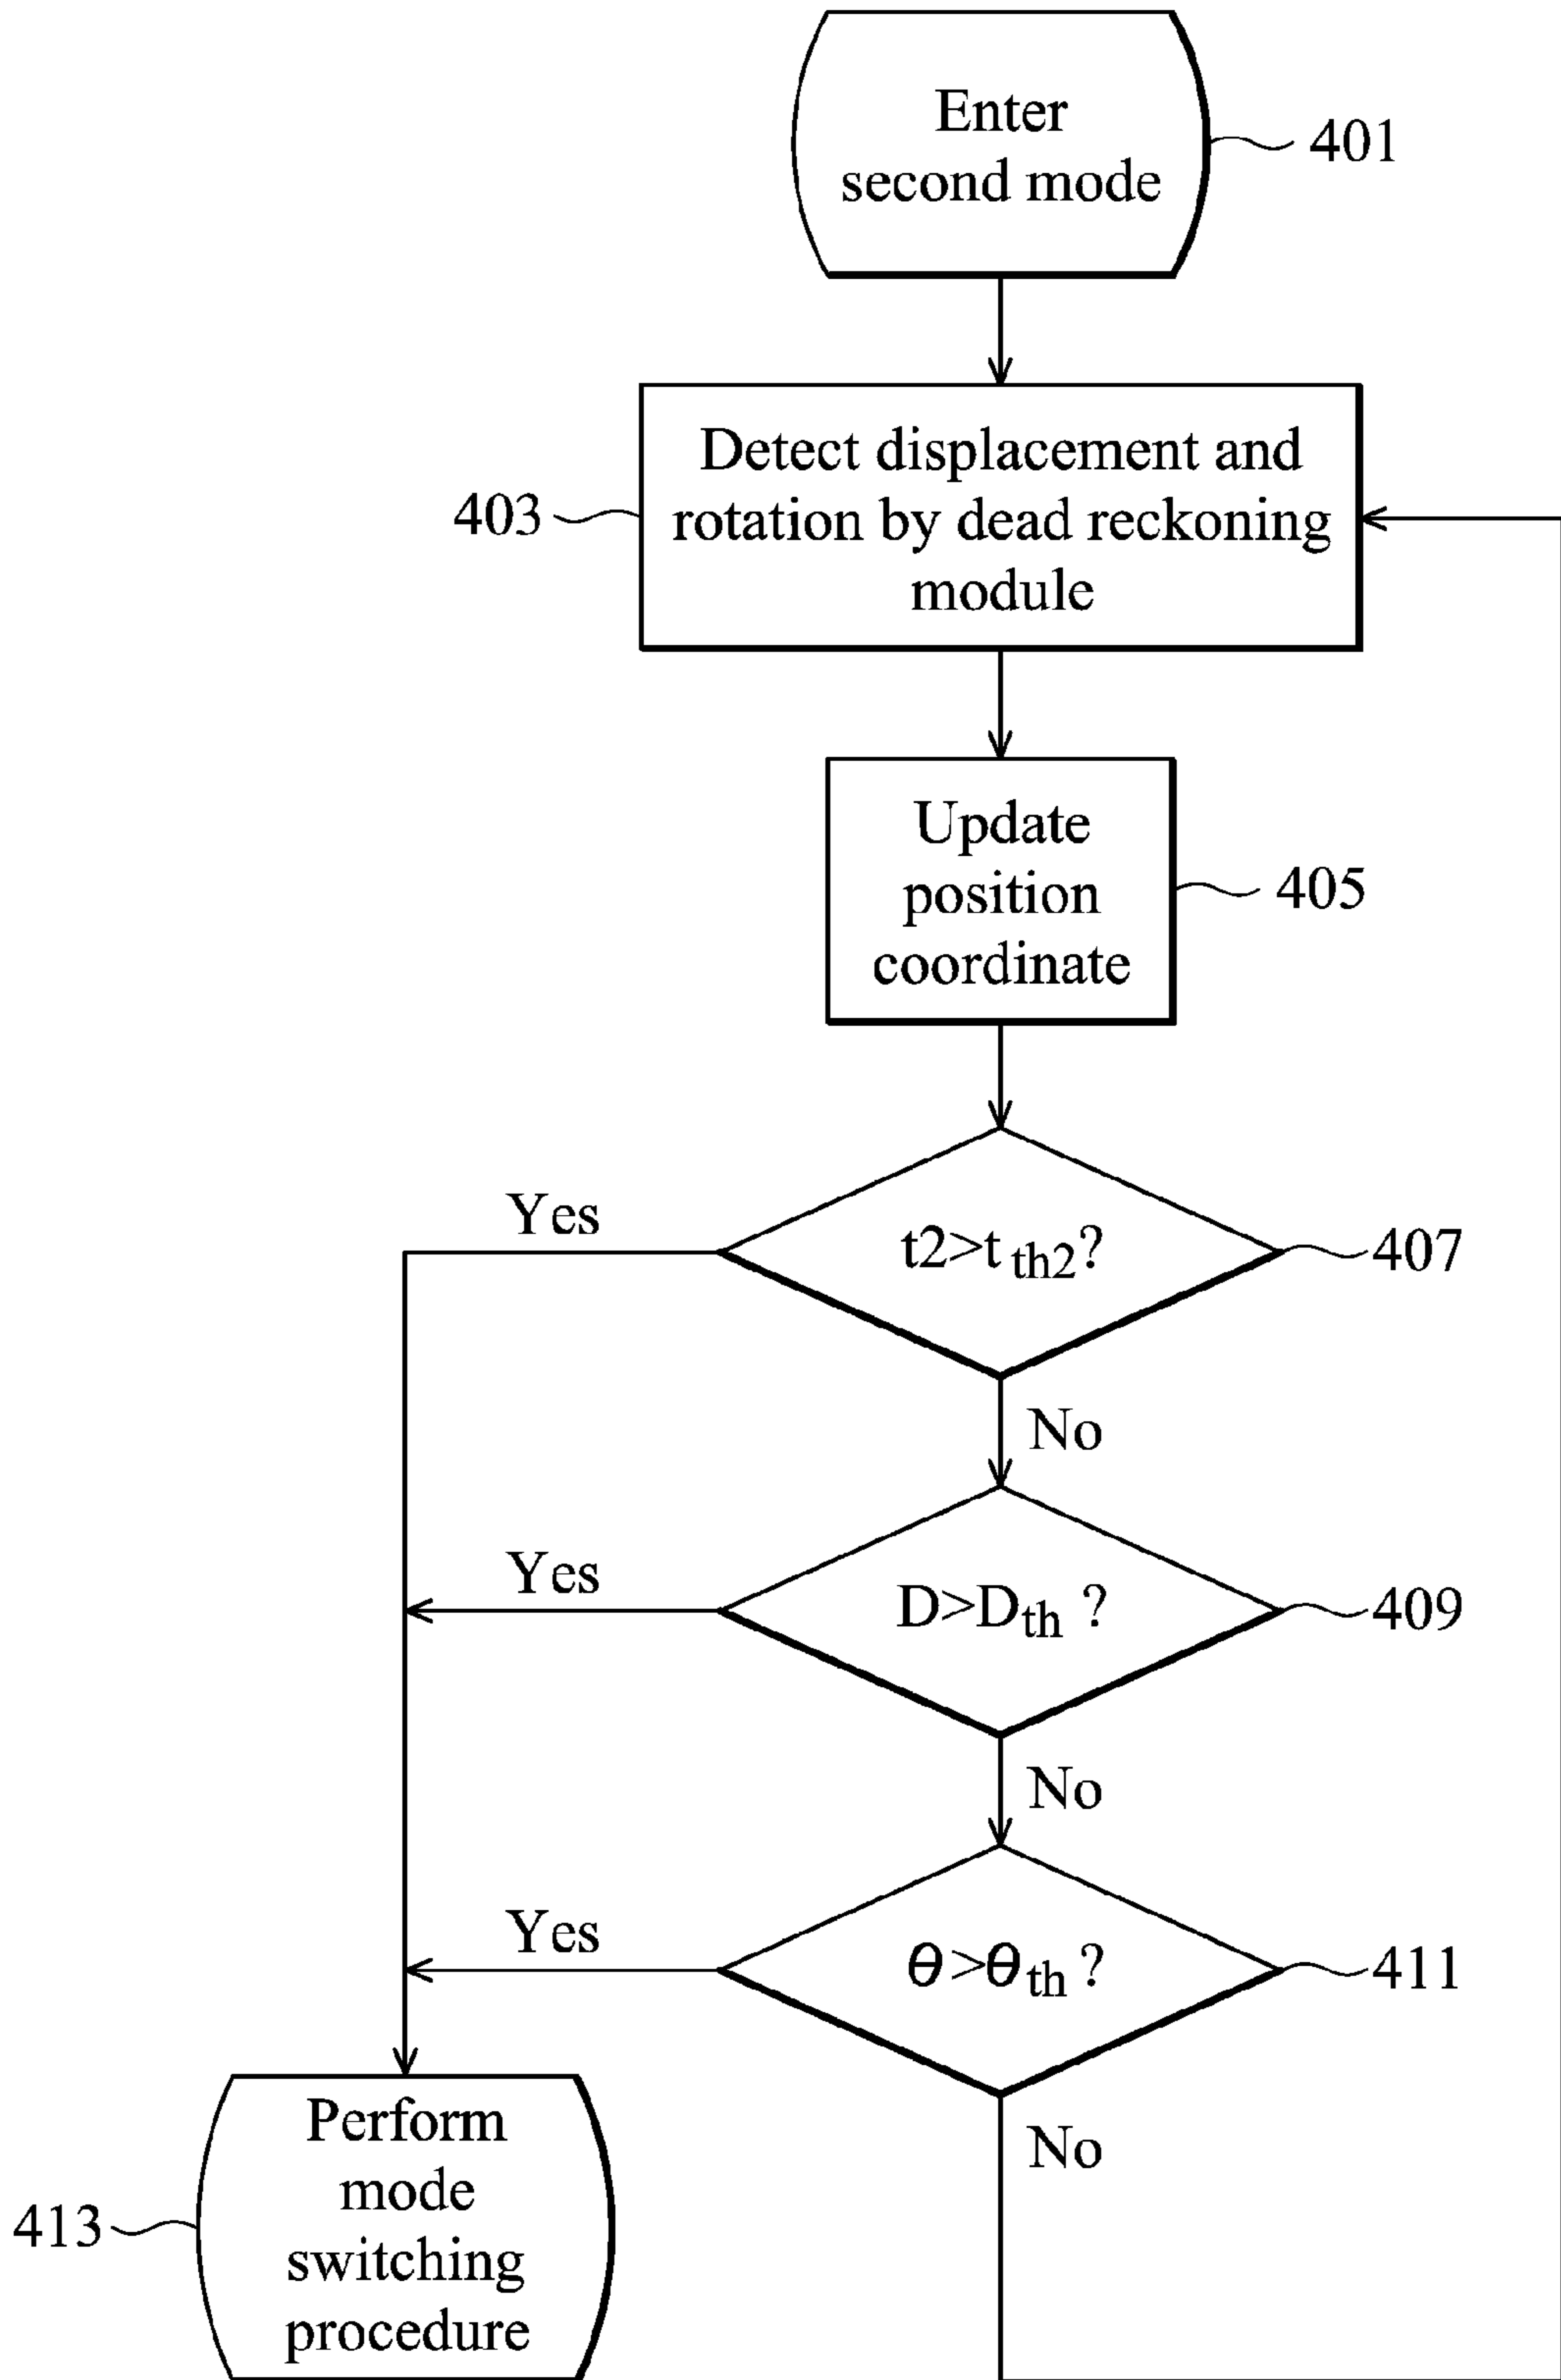 Enter
second mode
401
Detect displacement and
rotation by dead reckoning
module
403
Update
position
coordinate
405
Yes
t2>t th2?
407
No
Yes
D>Dth ?
409
No
Yes
θ>θth ?
411
No
Perform
mode
switching
procedure
413